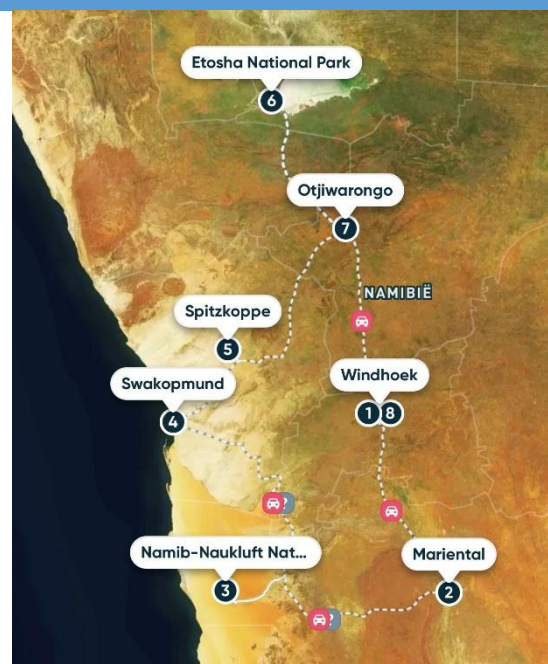 Etosha National Park
6
Otjiwarongo
7
NAMIBIË
Spitzkoppe
5
Swakopmund
4
Windhoek
1 8
?
Namib-Naukluft Nat...
3
Mariental
2
?